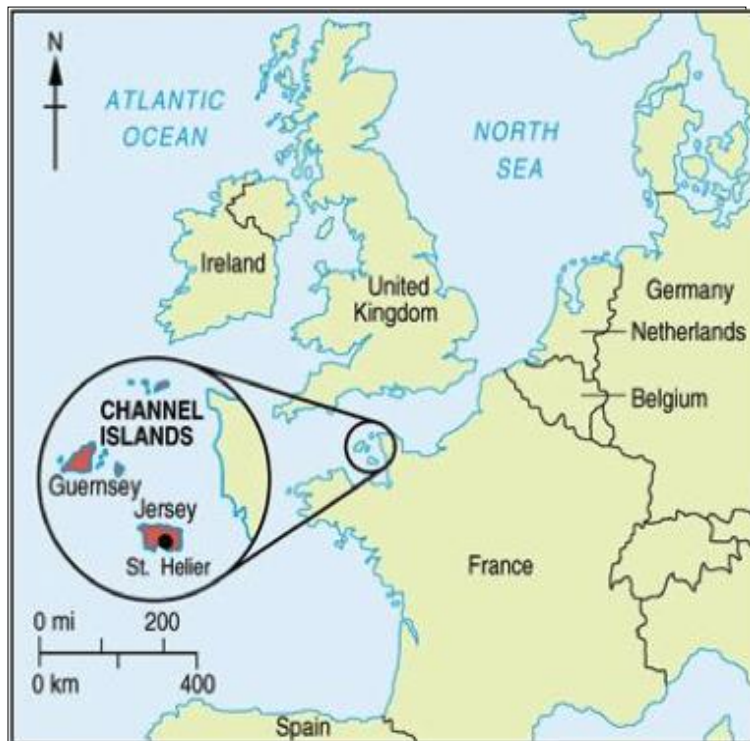 N
ATLANTIC
OCEAN
NORTH
SEA
Ireland
United
Kingdom
Germany
Netherlands
Belgium
CHANNEL
ISLANDS
Guernsey
Jersey
St. Helier
France
0 mi 200
0 km 400
Spain